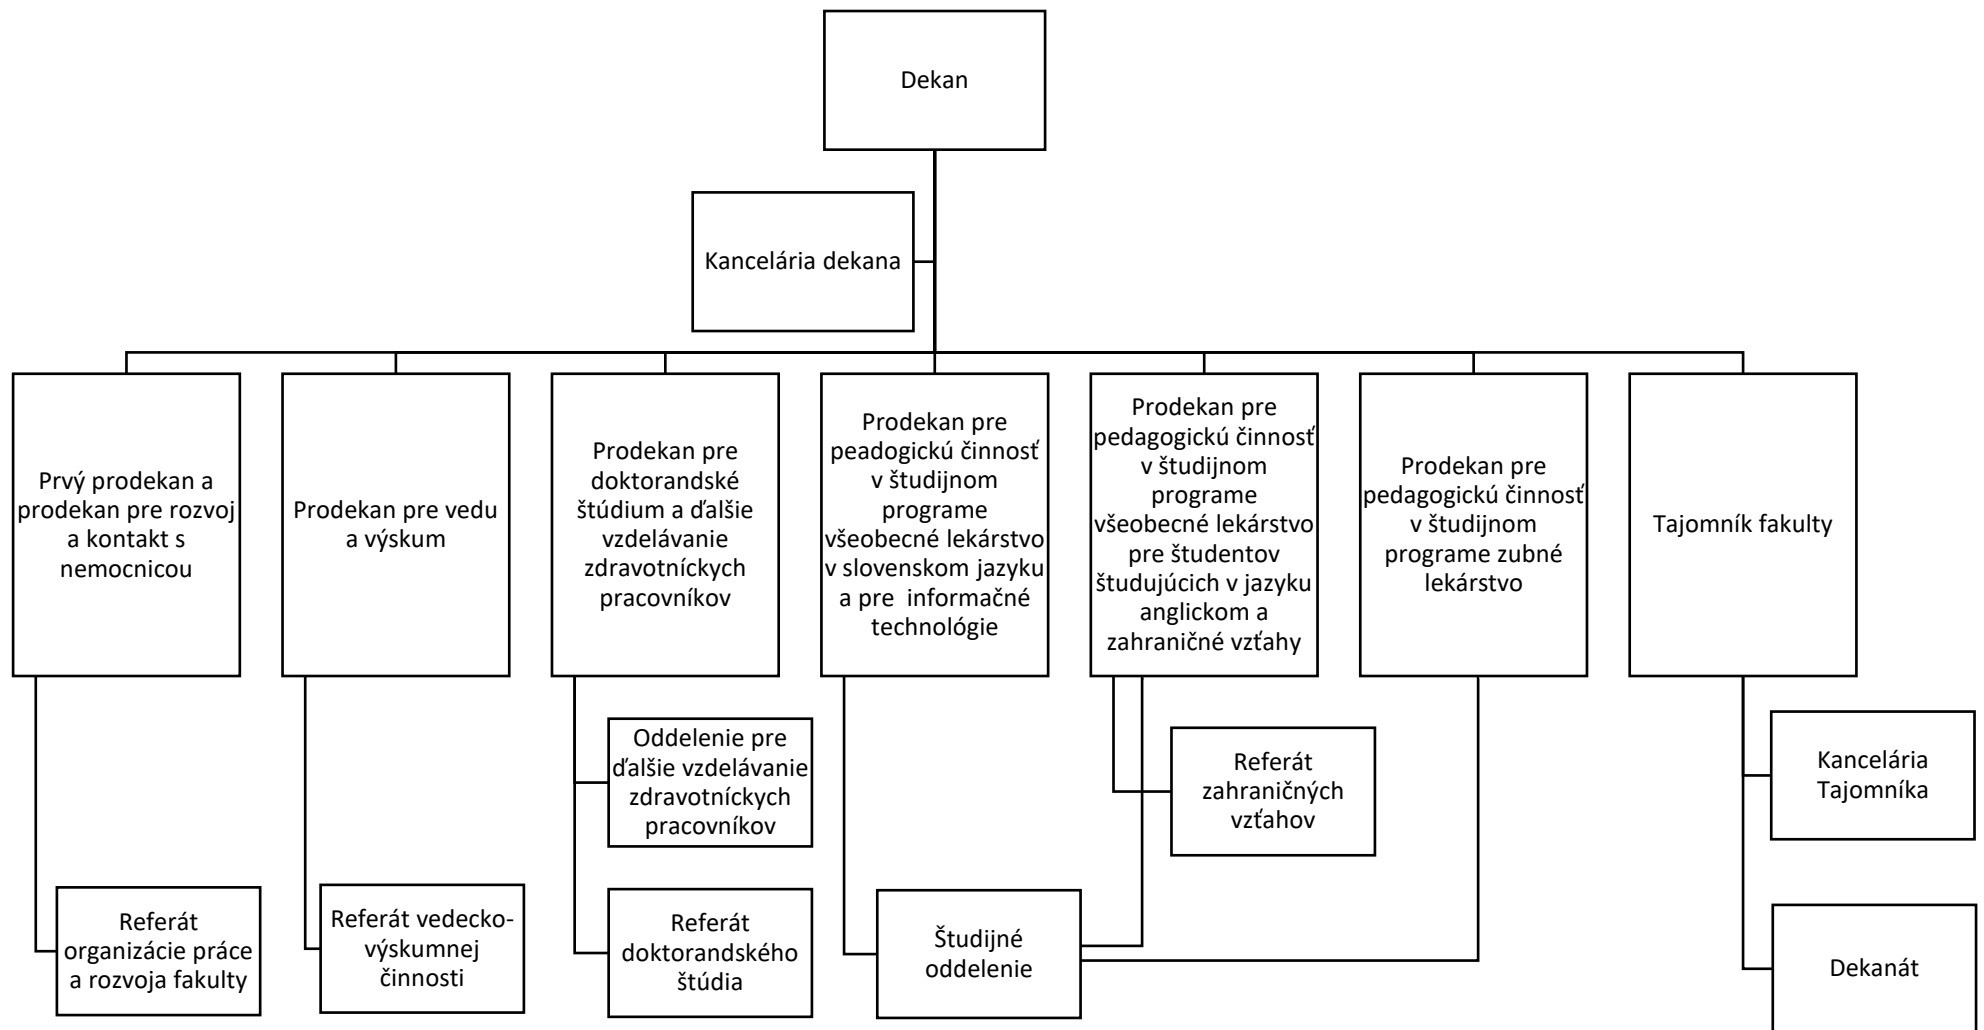 Dekan
Kancelária dekana
Prvý prodekan a
prodekan pre rozvoj
a kontakt s
nemocnicou
Prodekan pre vedu
a výskum
Prodekan pre
doktorandské
štúdium a ďalšie
vzdelávanie
zdravotníckych
pracovníkov
Prodekan pre
peadogickú činnosť
v študijnom
programe
všeobecné lekárstvo
v slovenskom jazyku
a pre  informačné
technológie
Prodekan pre
pedagogickú činnosť
v študijnom
programe
všeobecné lekárstvo
pre študentov
študujúcich v jazyku
anglickom a
zahraničné vzťahy
Prodekan pre
pedagogickú činnosť
v študijnom
programe zubné
lekárstvo
Tajomník fakulty
Oddelenie pre
ďalšie vzdelávanie
zdravotníckych
pracovníkov
Referát
zahraničných
vzťahov
Kancelária
Tajomníka
Referát
organizácie práce
a rozvoja fakulty
Referát vedecko-
výskumnej
činnosti
Referát
doktorandského
štúdia
Študijné
oddelenie
Dekanát